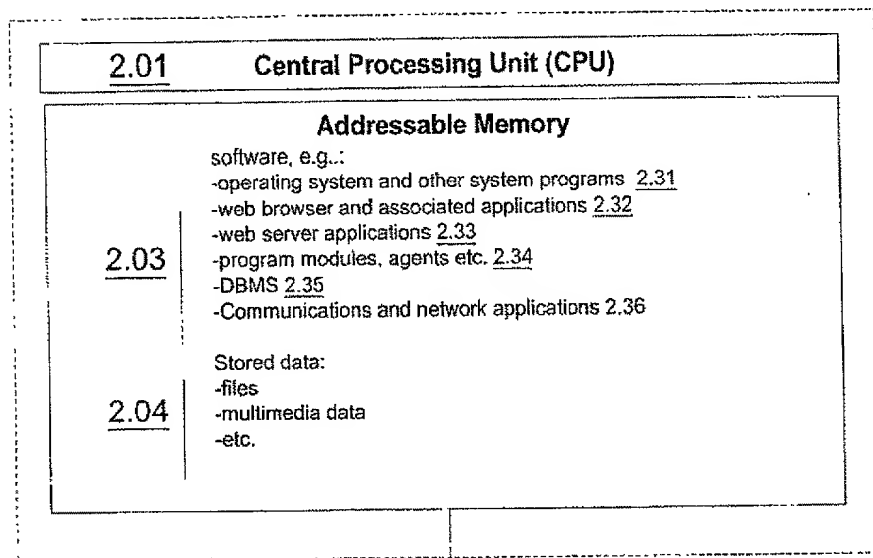 2.01 Central Processing Unit (CPU)
Addressable Memory
software, e.g..:
-operating system and other system programs 2.31
-web browser and associated applications 2.32
-web server applications 2.33
2.03 -program modules, agents etc. 2.34
-DBMS 2.35
-Communications and network applications 2.36
Stored data:
-files
2.04 -multimedia data
-etc.